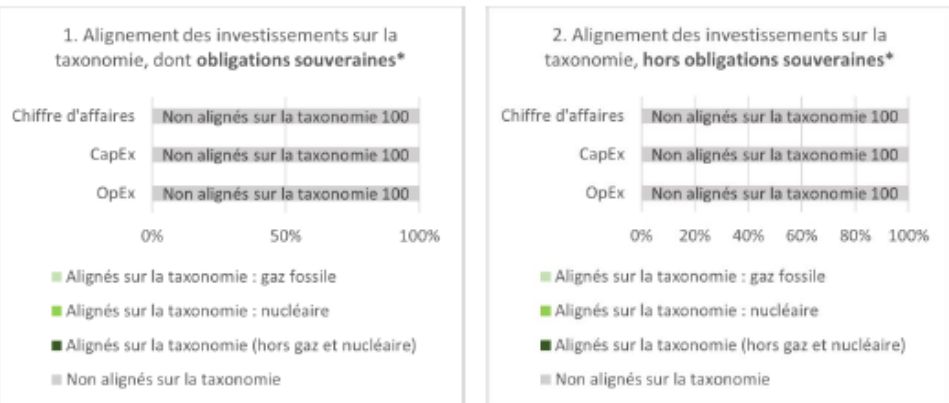 1. Alignement des investissements sur la
taxonomie, dont obligations souveraines*
Chiffre d'affaires
Non alignés sur la taxonomie 100
CapEx
Non alignés sur la taxonomie 100
OpEx
Non alignés sur la taxonomie 100
0% 50% 100%
Alignés sur la taxonomie : gaz fossile
Alignés sur la taxonomie : nucléaire
Alignés sur la taxonomie (hors gaz et nucléaire)
Non alignés sur la taxonomie
2. Alignement des investissements sur la
taxonomie, hors obligations souveraines*
Chiffre d'affaires
Non alignés sur la taxonomie 100
CapEx
Non alignés sur la taxonomie 100
OpEx
Non alignés sur la taxonomie 100
0% 20% 40% 60% 80% 100%
Alignés sur la taxonomie : gaz fossile
Alignés sur la taxonomie : nucléaire
Alignés sur la taxonomie (hors gaz et nucléaire)
Non alignés sur la taxonomie